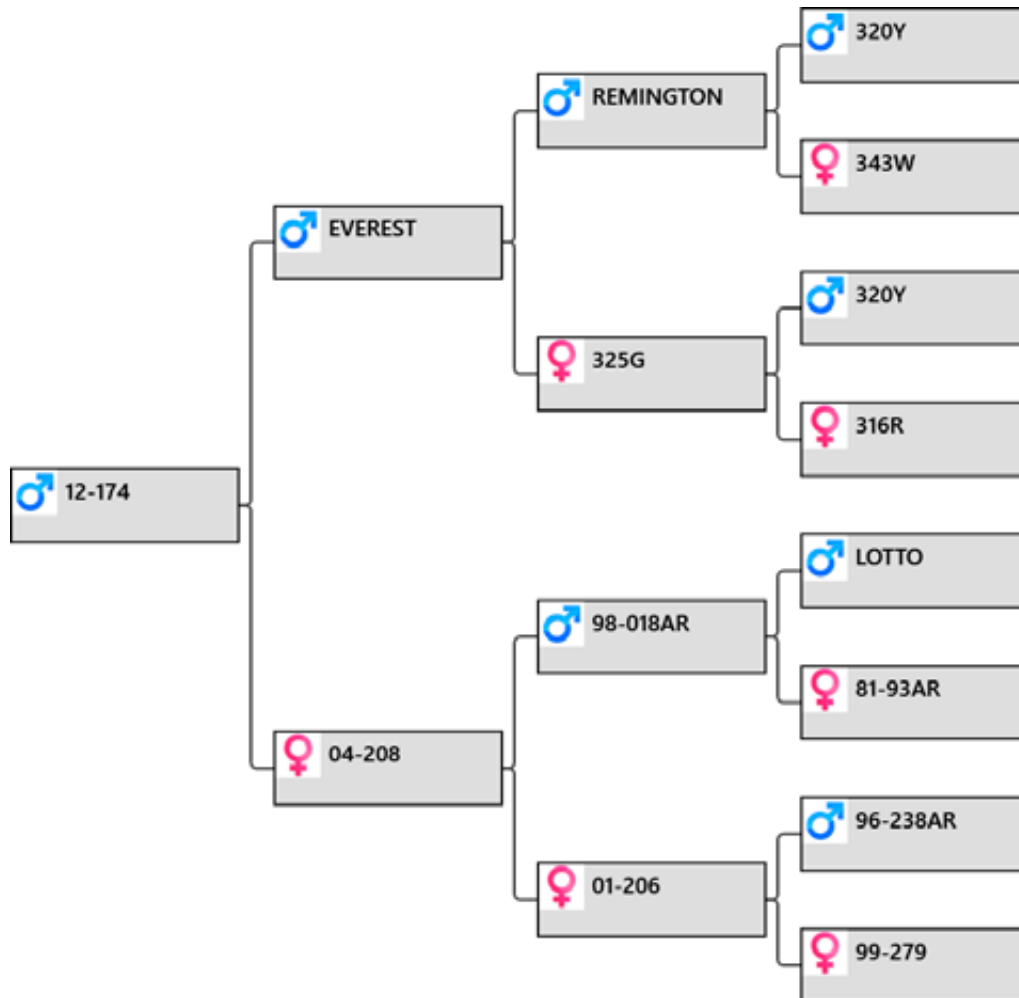 320Y
REMINGTON
343W
EVEREST
320Y
325G
316R
12-174
LOTTO
98-018AR
81-93AR
04-208
96-238AR
01-206
99-279